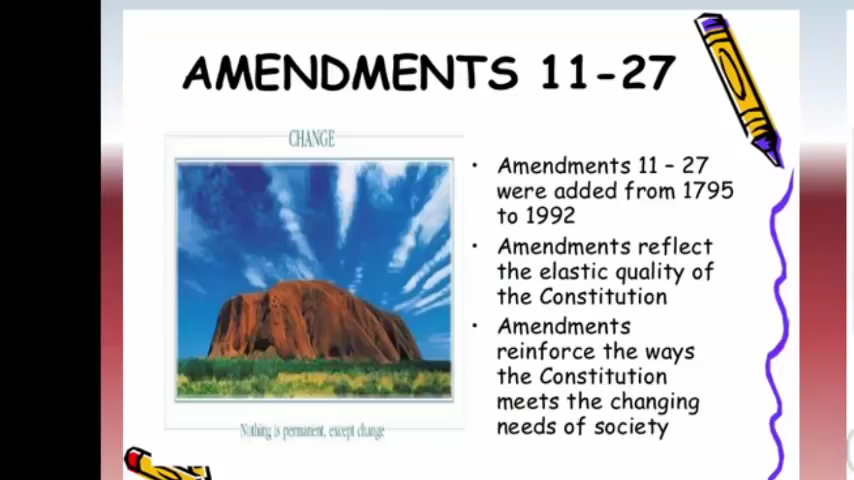 AMENDMENTS 11-27
CHANGE
Nothing is permanent, except change
• Amendments 11 – 27
were added from 1795
to 1992
• Amendments reflect
the elastic quality of
the Constitution
• Amendments
reinforce the ways
the Constitution
meets the changing
needs of society